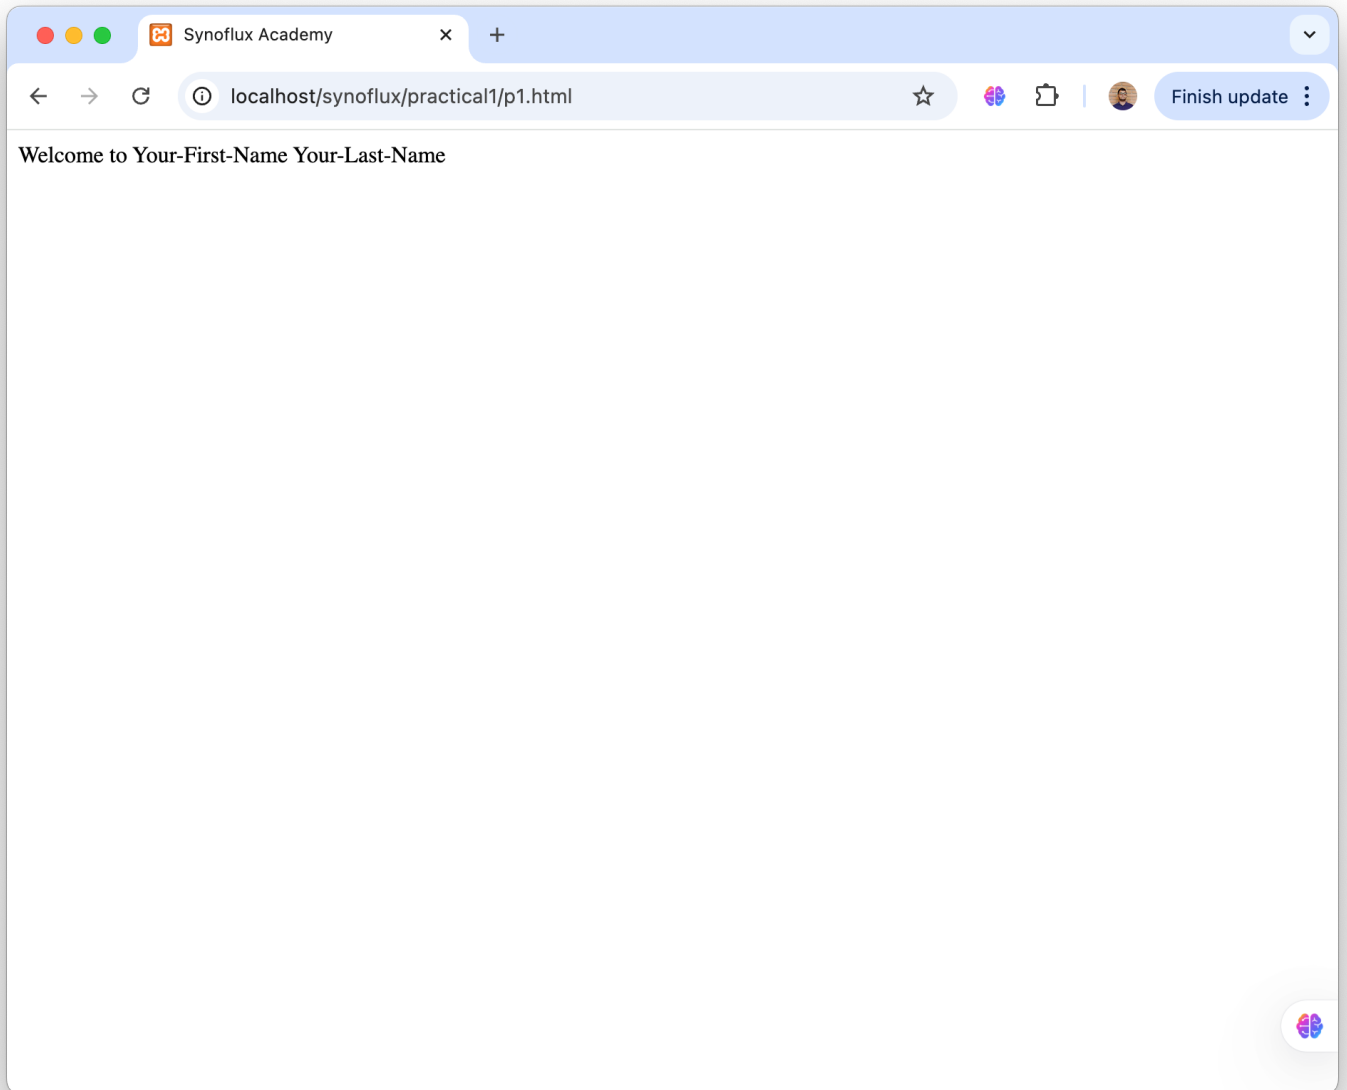 Synoflux Academy
localhost/synoflux/practical1/p1.html
Finish update
Welcome to Your-First-Name Your-Last-Name